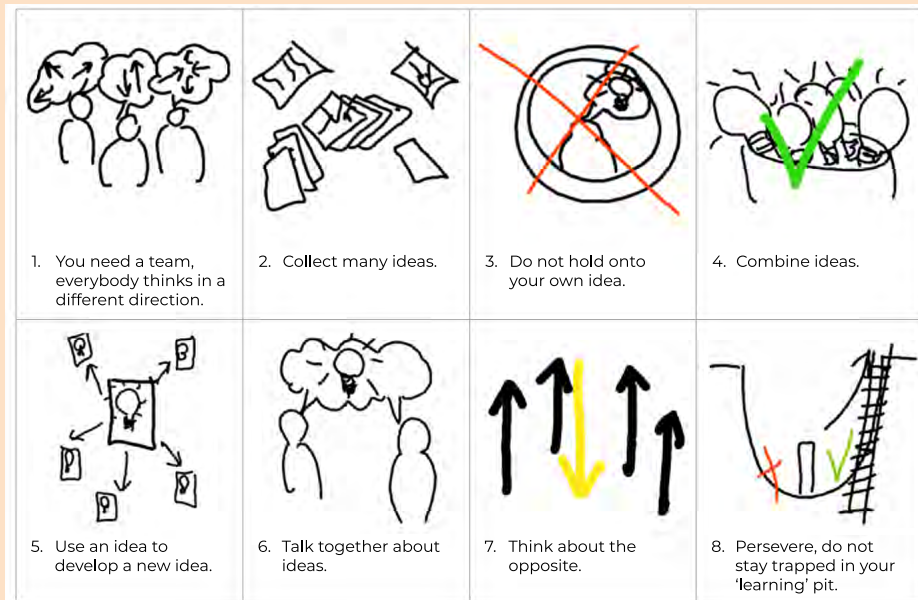 1. You need a team,
everybody thinks in a
different direction.
2. Collect many ideas.
3. Do not hold onto
your own idea.
4. Combine ideas.
5. Use an idea to
develop a new idea.
6. Talk together about
ideas.
7. Think about the
opposite.
8. Persevere, do not
stay trapped in your
‘learning’ pit.